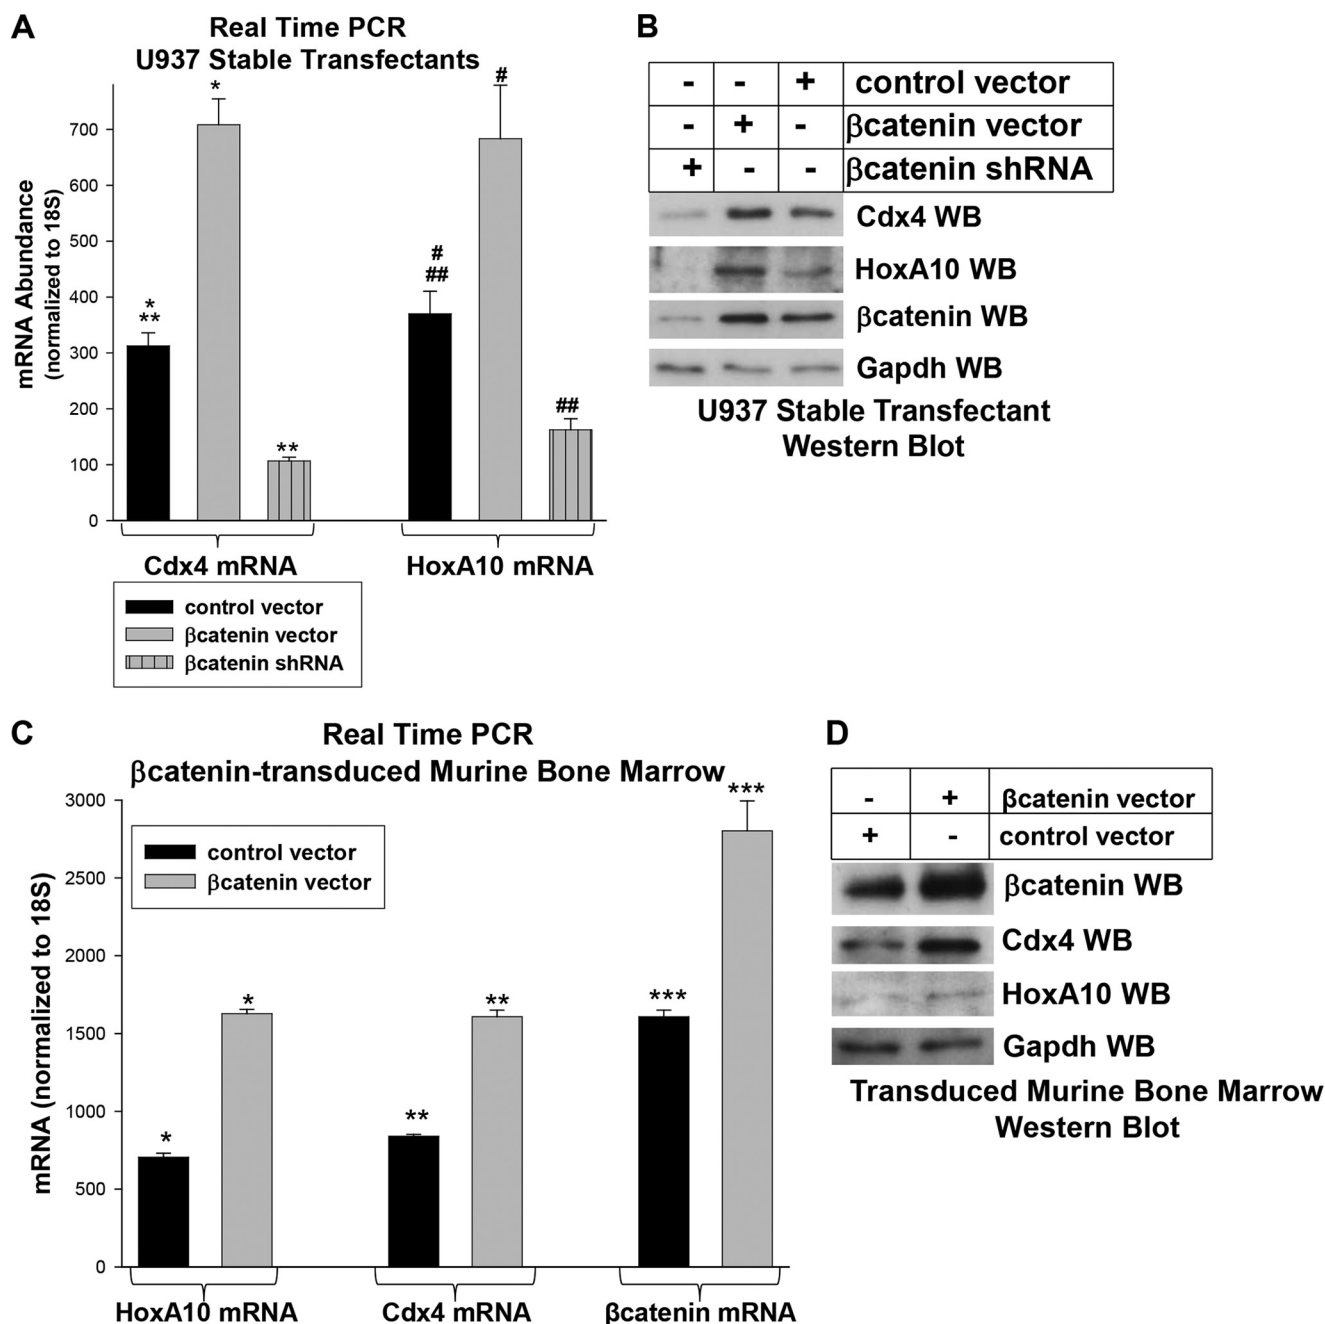 A
Real Time PCR
U937 Stable Transfectants
mRNA Abundance
(normalized to 18S)
700
600
500
400
300
200
100
0
*
**
*
**
#
##
#
##
Cdx4 mRNA
HoxA10 mRNA
control vector
βcatenin vector
βcatenin shRNA
B
- - + control vector
- + - βcatenin vector
+ - - βcatenin shRNA
Cdx4 WB
HoxA10 WB
βcatenin WB
Gapdh WB
U937 Stable Transfectant
Western Blot
C
Real Time PCR
βcatenin-transduced Murine Bone Marrow
mRNA (normalized to 18S)
3000
2500
2000
1500
1000
500
0
control vector
βcatenin vector
*
*
**
**
***
***
HoxA10 mRNA
Cdx4 mRNA
βcatenin mRNA
D
- + βcatenin vector
+ - control vector
βcatenin WB
Cdx4 WB
HoxA10 WB
Gapdh WB
Transduced Murine Bone Marrow
Western Blot